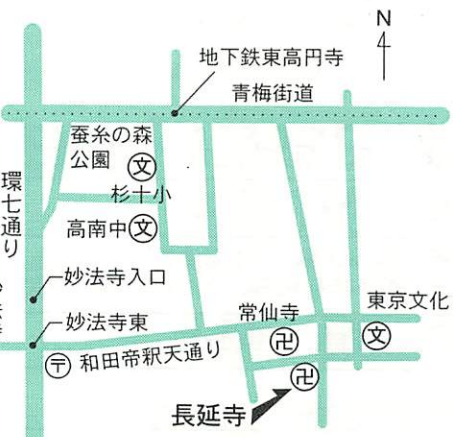 N
地下鉄東高円寺
青梅街道
蚕糸の森
公園
文
杉十小
高南中
文
環七通り
妙法寺入口
妙法寺東
〒
和田帝釈天通り
常仙寺
卍
東京文化
文
卍
長延寺